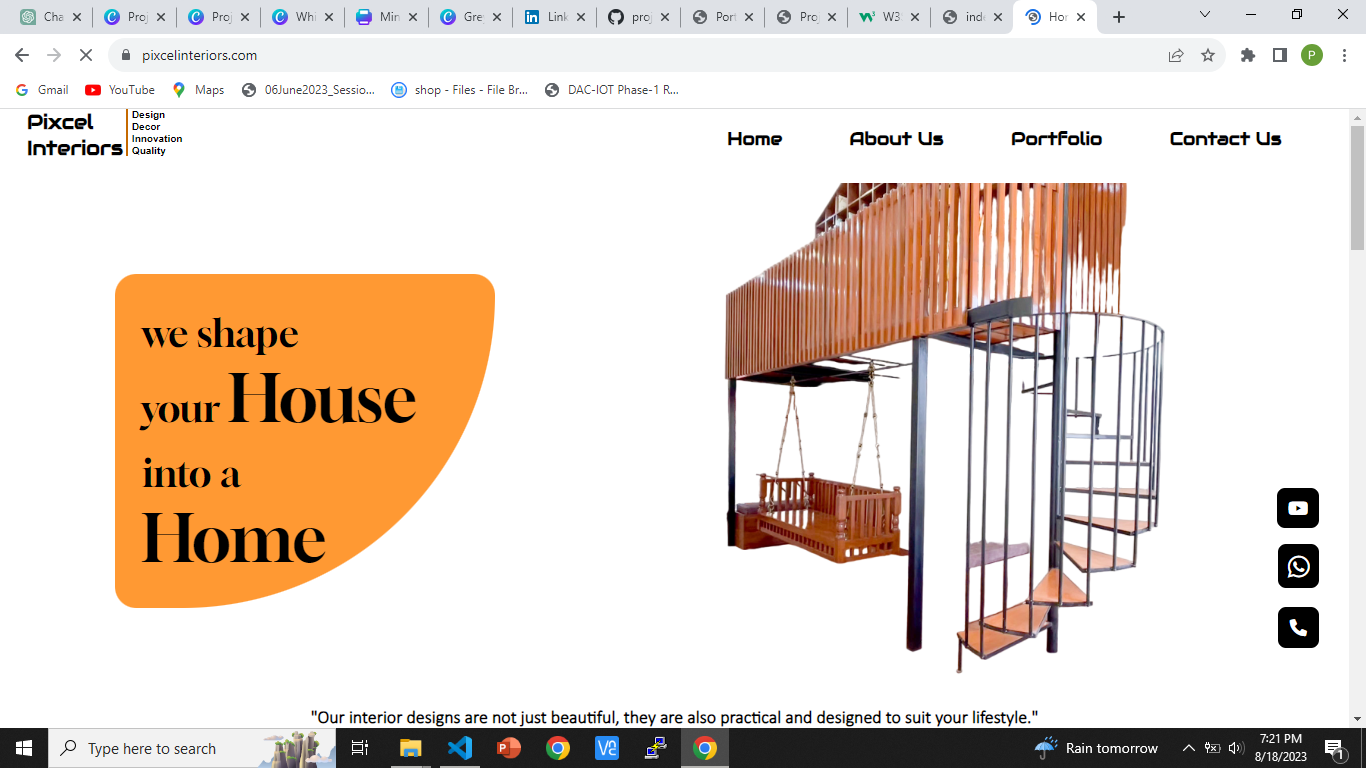 Cha
Proj
Proj
Whi
Min
Gre
Link
proj
Port
Proj
W3
inde
Hor
pixcelinteriors.com
P
Gmail
YouTube
Maps
06June2023_Sessio...
shop - Files - File Br...
DAC-IOT Phase-1 R...
Pixcel
Interiors
Design
Decor
Innovation
Quality
Home
About Us
Portfolio
Contact Us
we shape
your House
into a
Home
"Our interior designs are not just beautiful, they are also practical and designed to suit your lifestyle."
Type here to search
Rain tomorrow
7:21 PM
8/18/2023
1